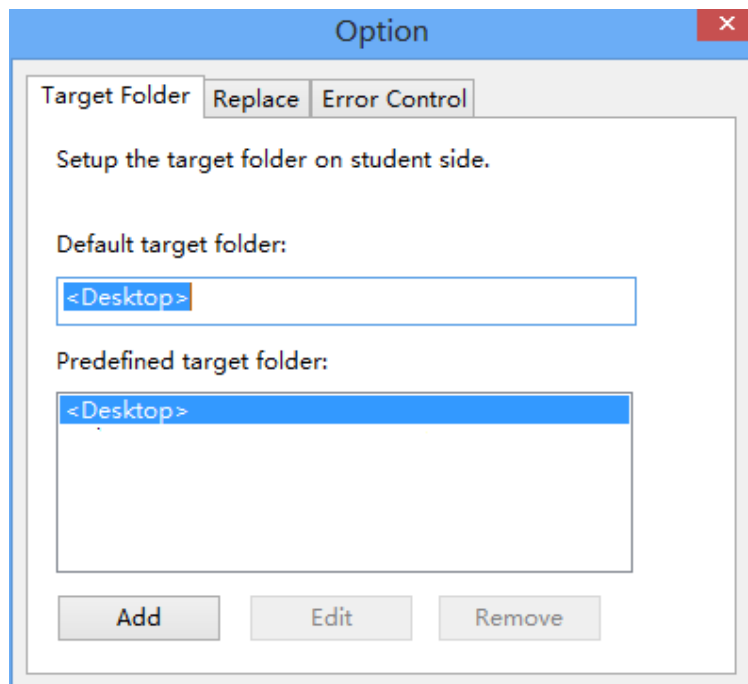 Option
Target Folder Replace Error Control
Setup the target folder on student side.
Default target folder:
<Desktop>
Predefined target folder:
<Desktop>
Add Edit Remove